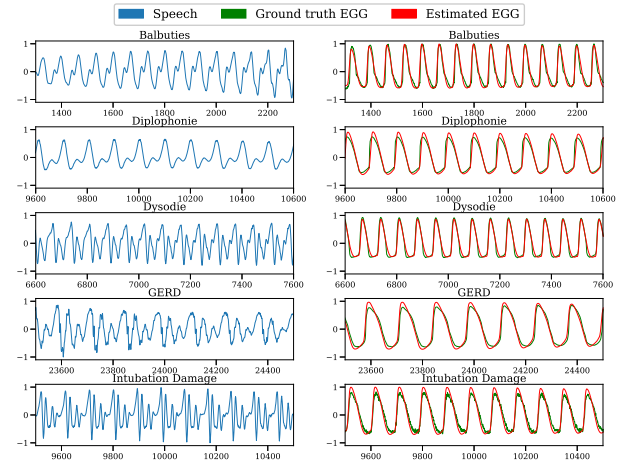 Speech Ground truth EGG Estimated EGG
Balbuties Balbuties
1
0
−1
1400 1600 1800 2000 2200
1400 1600 1800 2000 2200
Diplophonie Diplophonie
1
0
−1
9600 9800 10000 10200 10400 10600
9600 9800 10000 10200 10400 10600
Dysodie Dysodie
1
0
−1
6600 6800 7000 7200 7400 7600
6600 6800 7000 7200 7400 7600
GERD GERD
1
0
−1
23600 23800 24000 24200 24400
23600 23800 24000 24200 24400
Intubation Damage Intubation Damage
1
0
−1
9600 9800 10000 10200 10400
9600 9800 10000 10200 10400